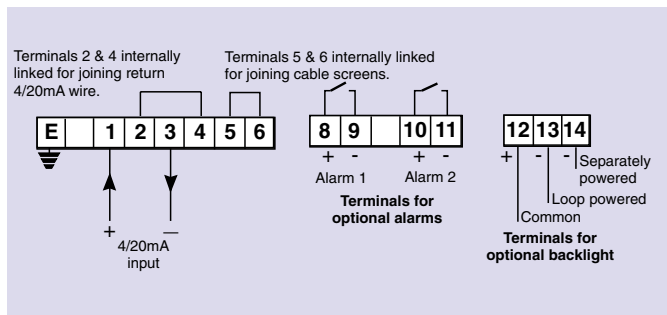 Terminals 2 & 4 internally
linked for joining return
4/20mA wire.
Terminals 5 & 6 internally linked
for joining cable screens.
E 1 2 3 4 5 6
8 9 10 11
12 13 14
+ - + -
Alarm 1 Alarm 2
Terminals for
optional alarms
+ - -
Separately
powered
Loop powered
Common
Terminals for
optional backlight
+ —
4/20mA
input